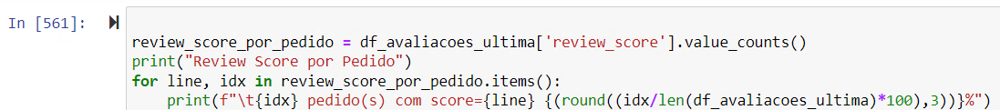 In [561]:
review_score_por_pedido = df_avaliacoes_ultima['review_score'].value_counts()
print("Review Score por Pedido")
for line, idx in review_score_por_pedido.items():
    print(f"\t{idx} pedido(s) com score={line} {(round((idx/len(df_avaliacoes_ultima)*100),3))}%")